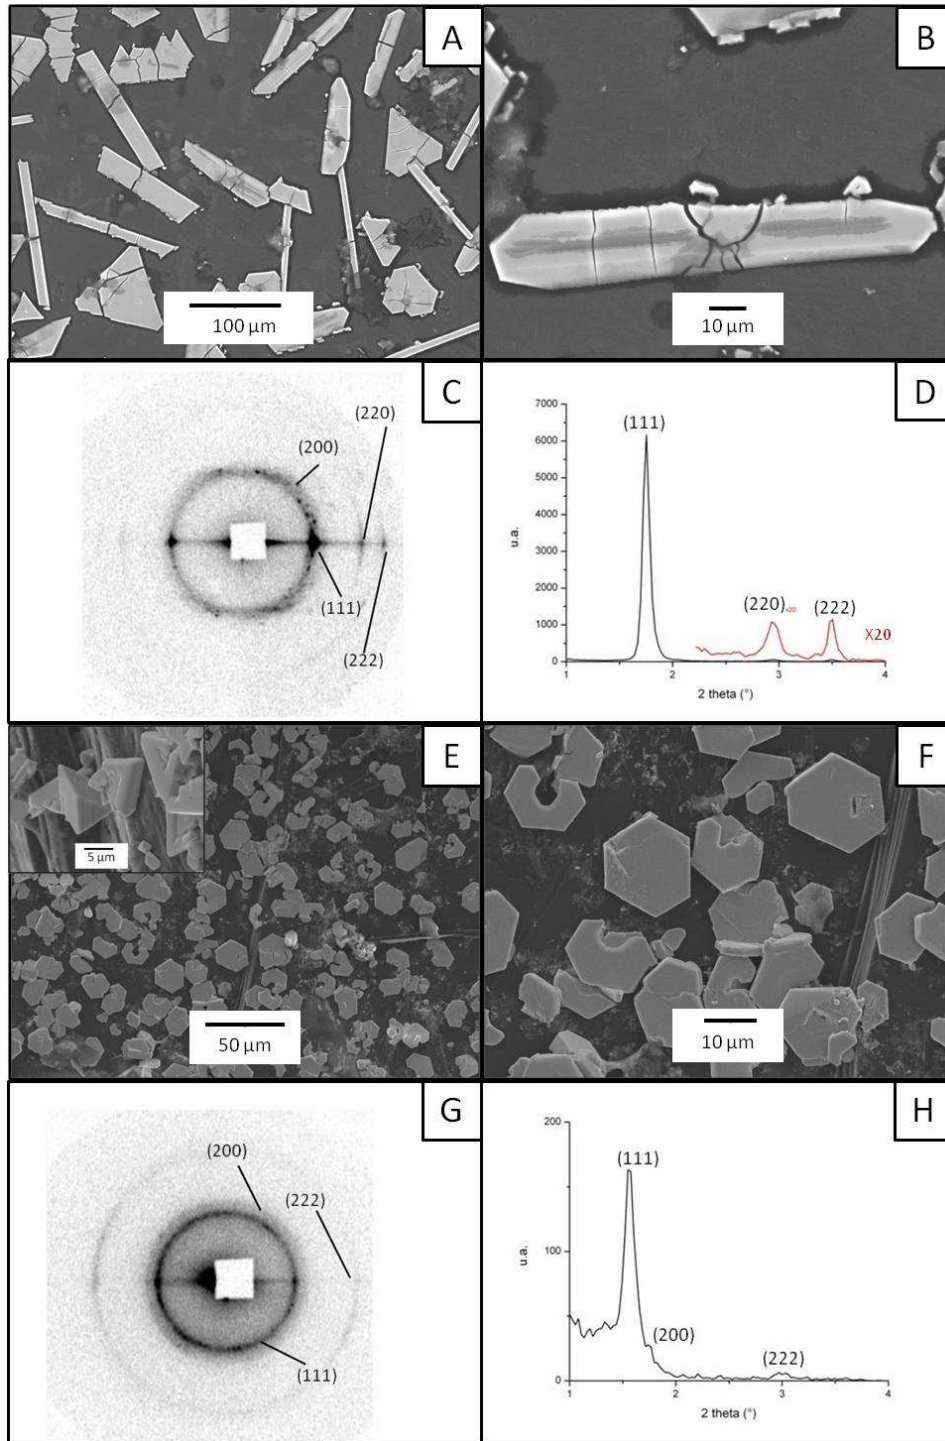 A
100 μm
B
10 μm
C
(220)
(200)
(111)
(222)
D
7000
6000
5000
4000
3000
2000
1000
0
u.a.
(111)
(220)x20
(222)
X20
1 2 3 4
2 theta (°)
E
5 μm
50 μm
F
10 μm
G
(200)
(222)
(111)
H
200
100
0
u.a.
(111)
(200)
(222)
1 2 3 4
2 theta (°)